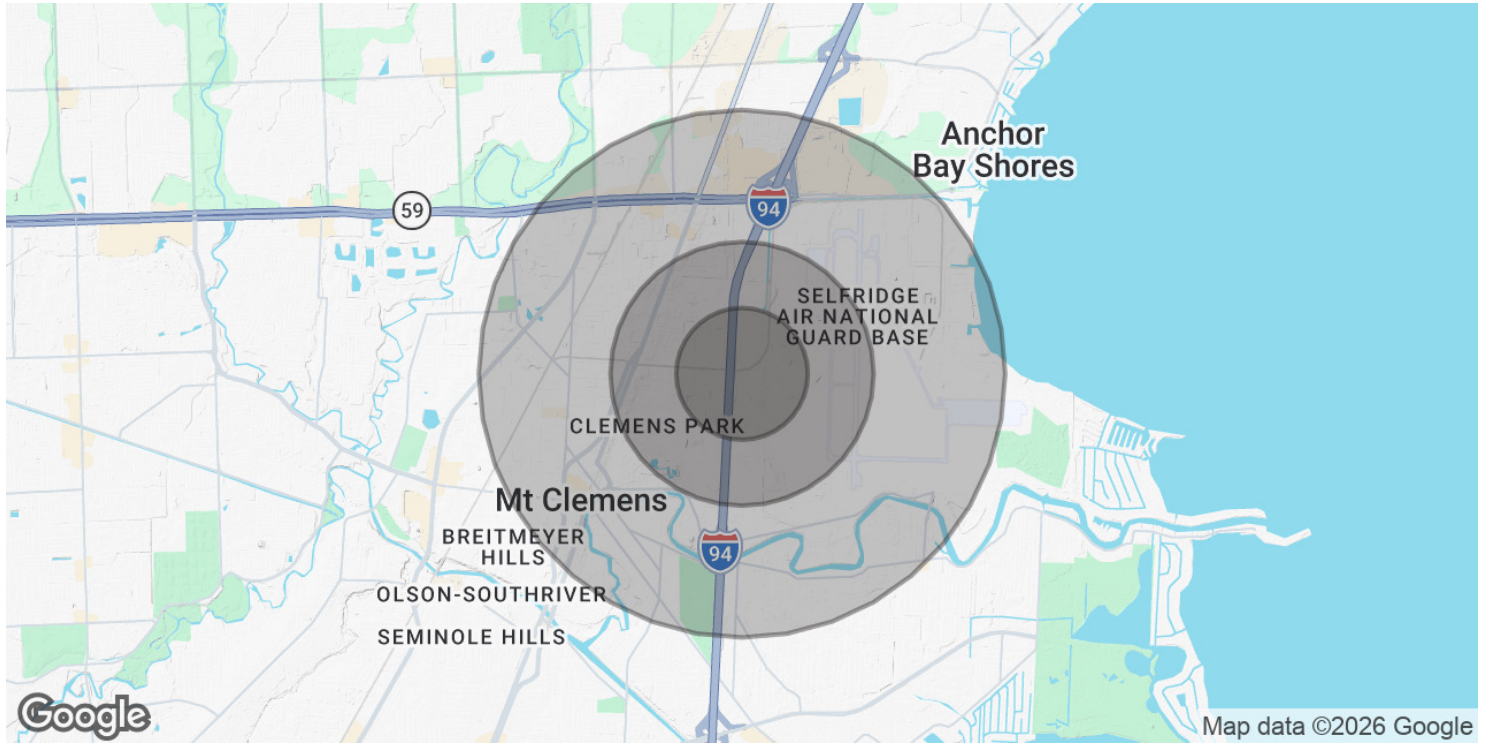 Anchor
Bay Shores
59
94
SELFRIDGE
AIR NATIONAL
GUARD BASE
CLEMENS PARK
Mt Clemens
BREITMEYER
HILLS
94
OLSON-SOUTHRIVER
SEMINOLE HILLS
Google
Map data ©2026 Google